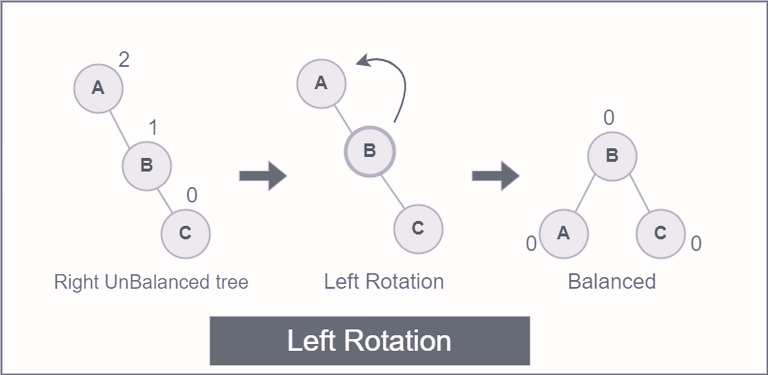 A 2
1
B
0
C
Right UnBalanced tree
A
B
C
Left Rotation
0
B
0 A C 0
Balanced
Left Rotation